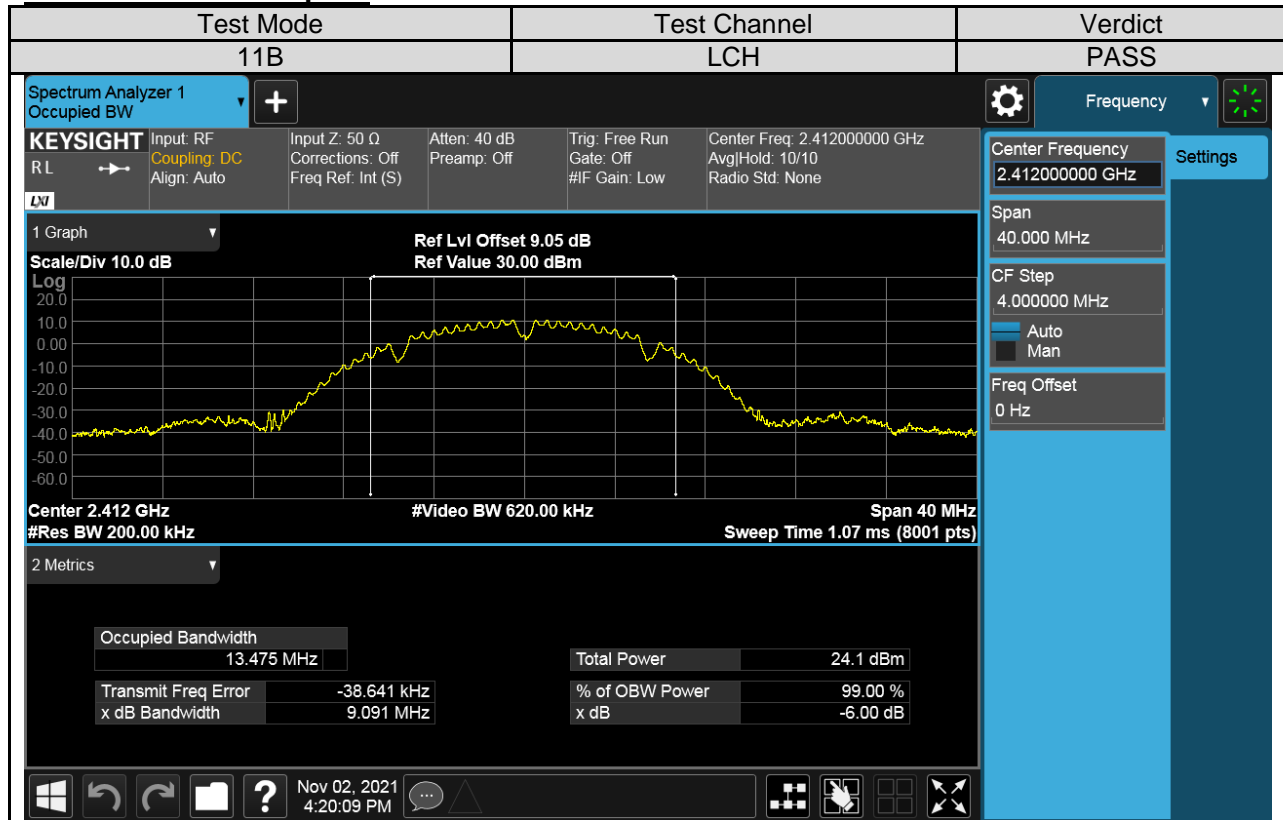 Test Mode Test Channel Verdict
11B LCH PASS
Spectrum Analyzer 1
Occupied BW
Frequency
KEYSIGHT Input: RF Input Z: 50 Ω Atten: 40 dB Trig: Free Run Center Freq: 2.412000000 GHz
RL Coupling: DC Corrections: Off Preamp: Off Gate: Off Avg|Hold: 10/10
Align: Auto Freq Ref: Int (S) #IF Gain: Low Radio Std: None
LXI
Center Frequency
2.412000000 GHz
Settings
Span
40.000 MHz
CF Step
4.000000 MHz
Auto
Man
Freq Offset
0 Hz
1 Graph
Ref Lvl Offset 9.05 dB
Scale/Div 10.0 dB Ref Value 30.00 dBm
Log
20.0
10.0
0.00
-10.0
-20.0
-30.0
-40.0
-50.0
-60.0
Center 2.412 GHz #Video BW 620.00 kHz Span 40 MHz
#Res BW 200.00 kHz Sweep Time 1.07 ms (8001 pts)
2 Metrics
Occupied Bandwidth
13.475 MHz Total Power 24.1 dBm
Transmit Freq Error -38.641 kHz % of OBW Power 99.00 %
x dB Bandwidth 9.091 MHz x dB -6.00 dB
? Nov 02, 2021
4:20:09 PM